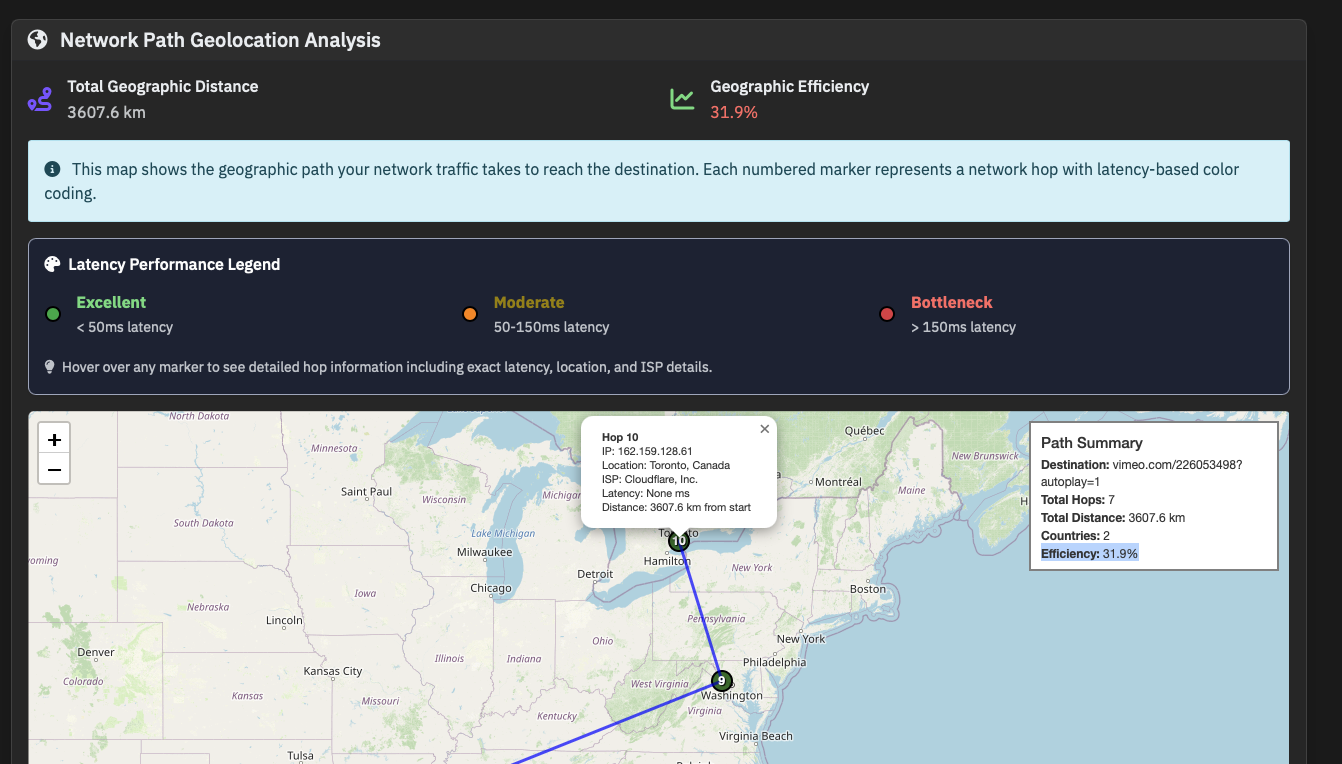 Network Path Geolocation Analysis
Total Geographic Distance
3607.6 km
Geographic Efficiency
31.9%
This map shows the geographic path your network traffic takes to reach the destination. Each numbered marker represents a network hop with latency-based color
coding.
Latency Performance Legend
Excellent
< 50ms latency
Moderate
50-150ms latency
Bottleneck
> 150ms latency
Hover over any marker to see detailed hop information including exact latency, location, and ISP details.
+
−
Hop 10
IP: 162.159.128.61
Location: Toronto, Canada
ISP: Cloudflare, Inc.
Latency: None ms
Distance: 3607.6 km from start
×
Path Summary
Destination: vimeo.com/226053498?
autoplay=1
Total Hops: 7
Total Distance: 3607.6 km
Countries: 2
Efficiency: 31.9%
North Dakota
Québec
New Brunswick
Minnesota
Montréal
Maine
Saint Paul
Wisconsin
Michigan
South Dakota
Lake Michigan
10
Milwaukee
Hamilton
oming
New York
Detroit
Chicago
Boston
Iowa
Nebraska
Lincoln
Pennsylvania
New York
Ohio
Denver
Illinois
Indiana
Philadelphia
Kansas City
Colorado
West Virginia
9
Washington
Kansas
Missouri
Virginia
Kentucky
Virginia Beach
Tulsa